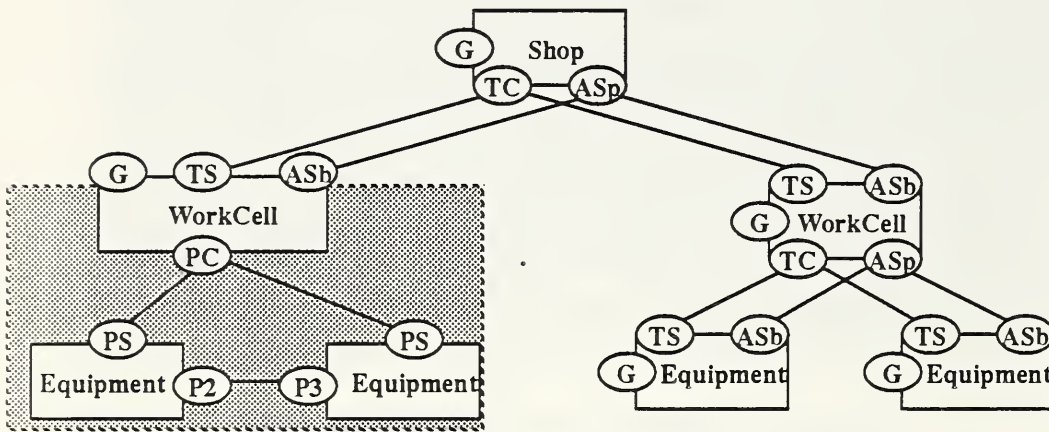 G Shop
TC ASp
G TS ASb
WorkCell
PC
TS ASb
G WorkCell
TC ASp
PS PS
Equipment P2 P3 Equipment
TS ASb TS ASb
G Equipment G Equipment